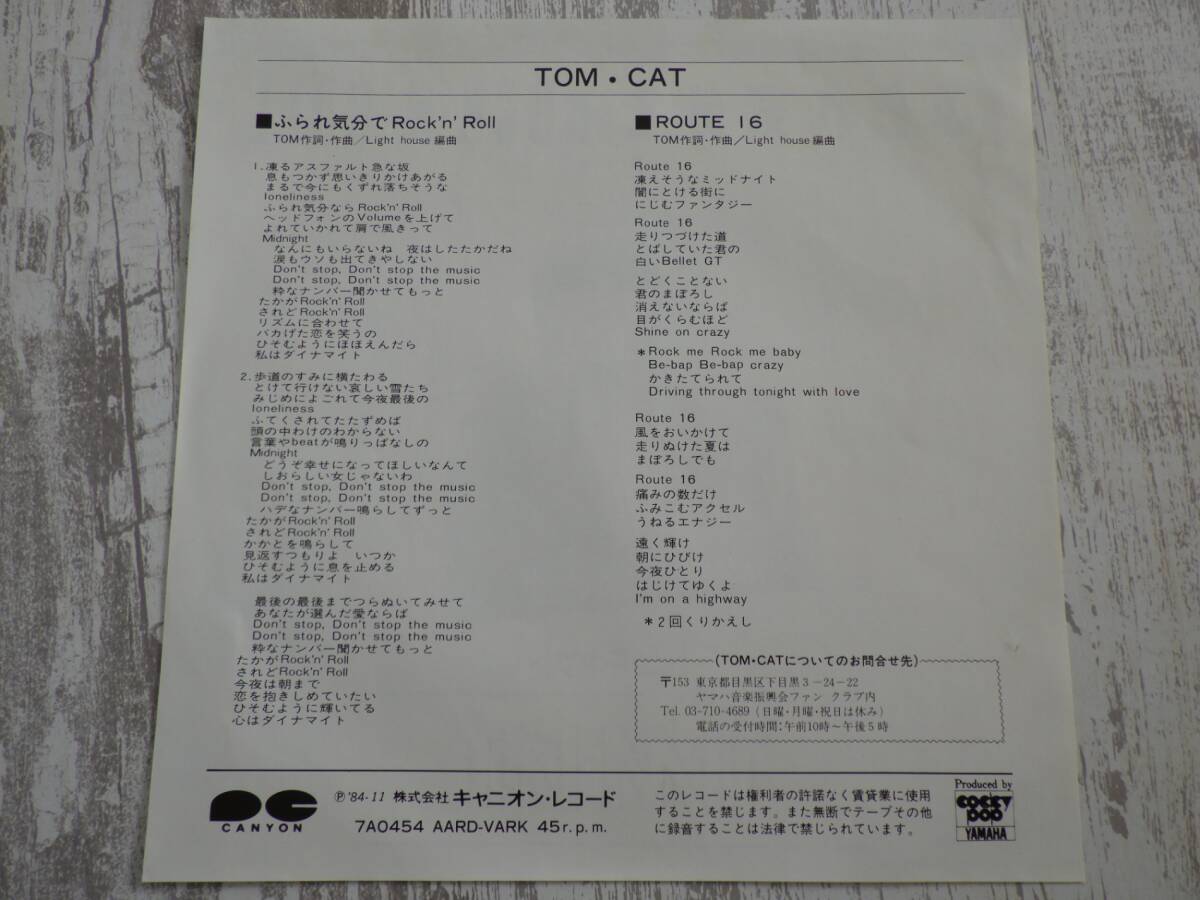 TOM・CAT
■ふられ気分でRock'n' Roll
TOM作詞・作曲／Light house編曲
1.凍るアスファルト急な坂
息もつかず思いきりかけあがる
まるで今にもくずれ落ちそうな
loneliness
ふられ気分ならRock'n' Roll
ヘッドフォンのVolumeを上げて
よれていかれて肩で風きって
Midnight
なんにもいらないね　夜はしたたかだね
涙もウソも出てきやしない
Don't stop, Don't stop the music
Don't stop, Don't stop the music
粋なナンバー聞かせてもっと
たかがRock'n' Roll
されどRock'n' Roll
リズムに合わせて
バカげた恋を笑うの
ひそむようにほほえんだら
私はダイナマイト
2.歩道のすみに横たわる
とけて行けない哀しい雪たち
みじめによごれて今夜最後の
loneliness
ふてくされてたたずめば
頭の中わけのわからない
言葉やbeatが鳴りっぱなしの
Midnight
どうぞ幸せになってほしいなんて
しおらしい女じゃないわ
Don't stop, Don't stop the music
Don't stop, Don't stop the music
ハデなナンバー鳴らしてずっと
たかがRock'n' Roll
されどRock'n' Roll
かかとを鳴らして
見返すつもりよ　いつか
ひそむように息を止める
私はダイナマイト
最後の最後までつらぬいてみせて
あなたが選んだ愛ならば
Don't stop, Don't stop the music
Don't stop, Don't stop the music
粋なナンバー聞かせてもっと
たかがRock'n' Roll
されどRock'n' Roll
今夜は朝まで
恋を抱きしめていたい
ひそむように輝いてる
心はダイナマイト
■ROUTE 16
TOM作詞・作曲／Light house編曲
Route 16
凍えそうなミッドナイト
闇にとける街に
にじむファンタジー
Route 16
走りつづけた道
とばしていた君の
白いBellet GT
とどくことない
君のまぼろし
消えないならば
目がくらむほど
Shine on crazy
＊Rock me Rock me baby
Be-bap Be-bap crazy
かきたてられて
Driving through tonight with love
Route 16
風をおいかけて
走りぬけた夏は
まぼろしでも
Route 16
痛みの数だけ
ふみこむアクセル
うねるエナジー
遠く輝け
朝にひびけ
今夜ひとり
はじけてゆくよ
I'm on a highway
＊2回くりかえし
(TOM・CATについてのお問合せ先)
〒153 東京都目黒区下目黒3－24－22
ヤマハ音楽振興会ファン クラブ内
Tel. 03-710-4689（日曜・月曜・祝日は休み）
電話の受付時間：午前10時～午後5時
CANYON
Ⓟ'84-11 株式会社 キャニオン・レコード
7A0454 AARD-VARK 45r.p.m.
このレコードは権利者の許諾なく賃貸業に使用
することを禁じます。また無断でテープその他
に録音することは法律で禁じられています。
Produced by
cocky pop
YAMAHA